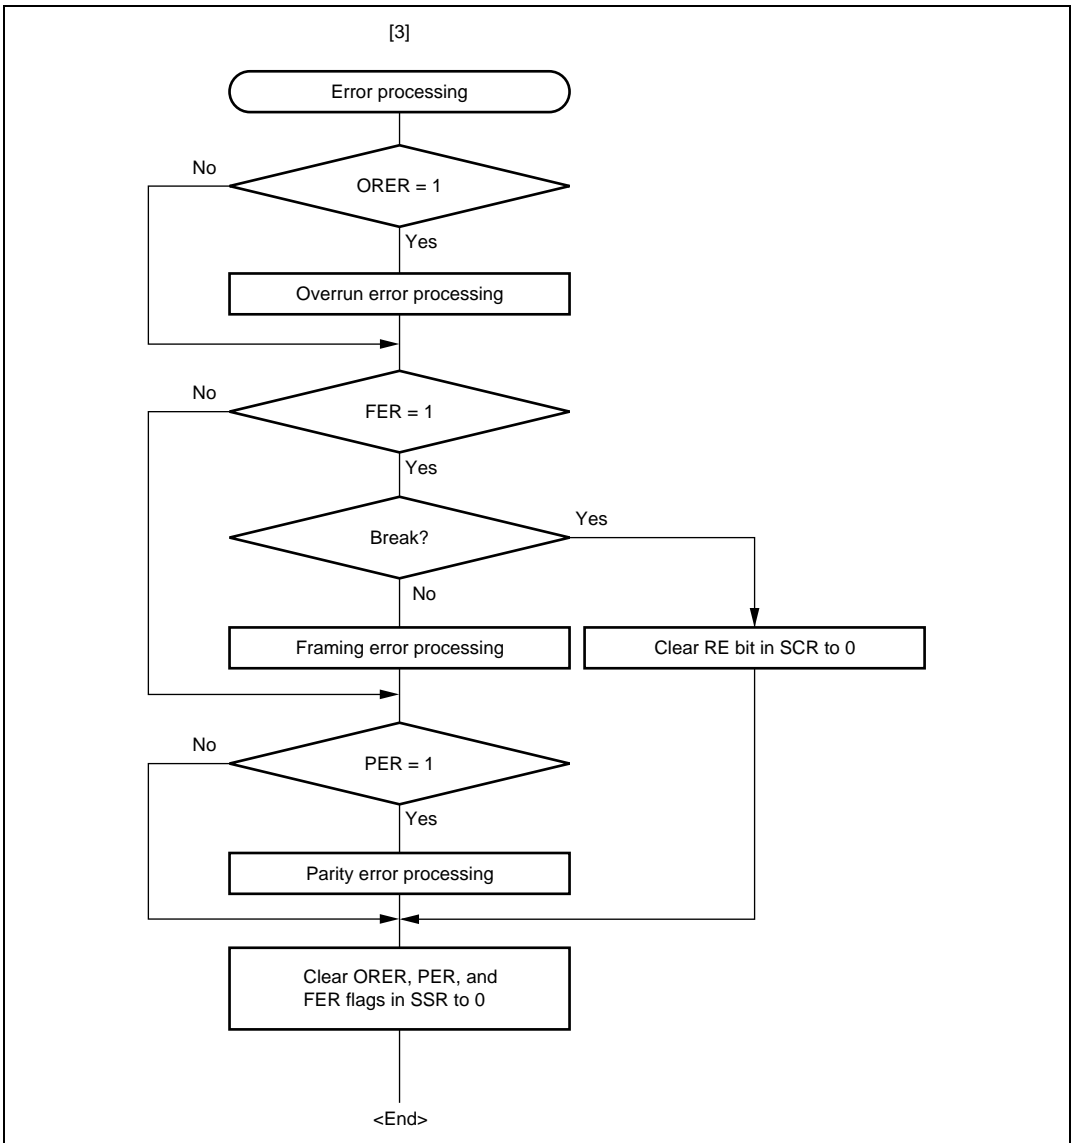 [3]
Error processing
No
ORER = 1
Yes
Overrun error processing
No
FER = 1
Yes
Break?
Yes
No
Framing error processing
Clear RE bit in SCR to 0
No
PER = 1
Yes
Parity error processing
Clear ORER, PER, and
FER flags in SSR to 0
<End>